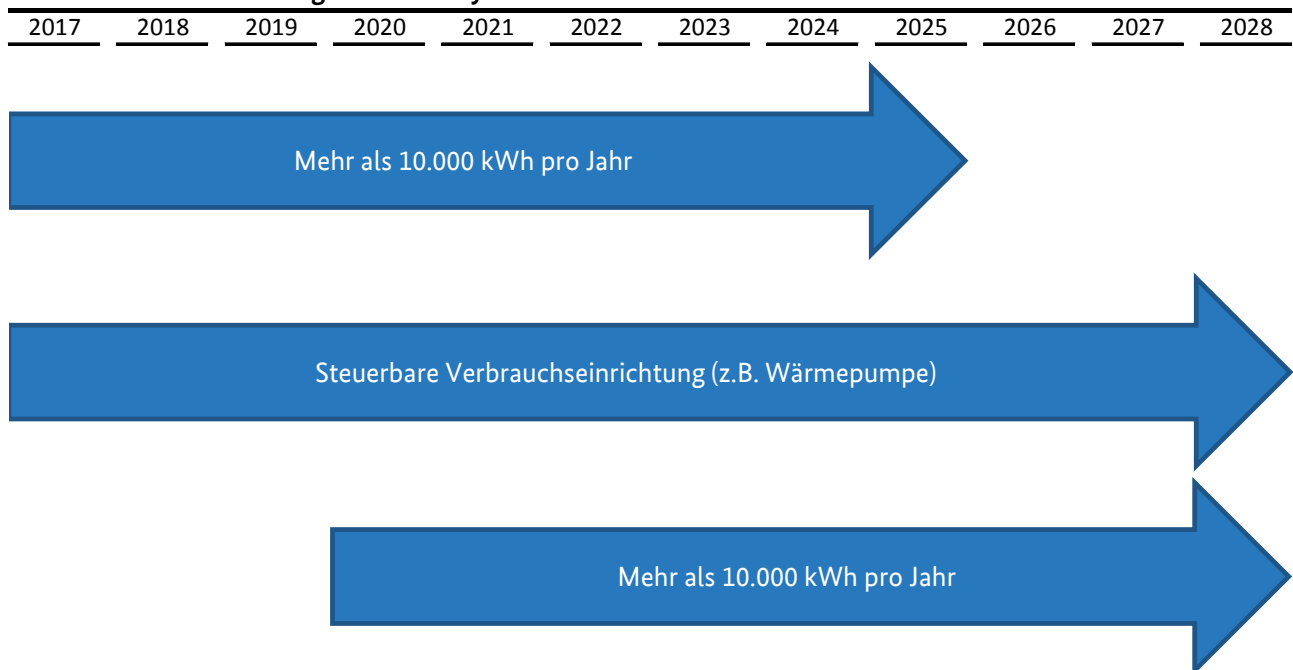 2017 2018 2019 2020 2021 2022 2023 2024 2025 2026 2027 2028
Mehr als 10.000 kWh pro Jahr
Steuerbare Verbrauchseinrichtung (z.B. Wärmepumpe)
Mehr als 10.000 kWh pro Jahr